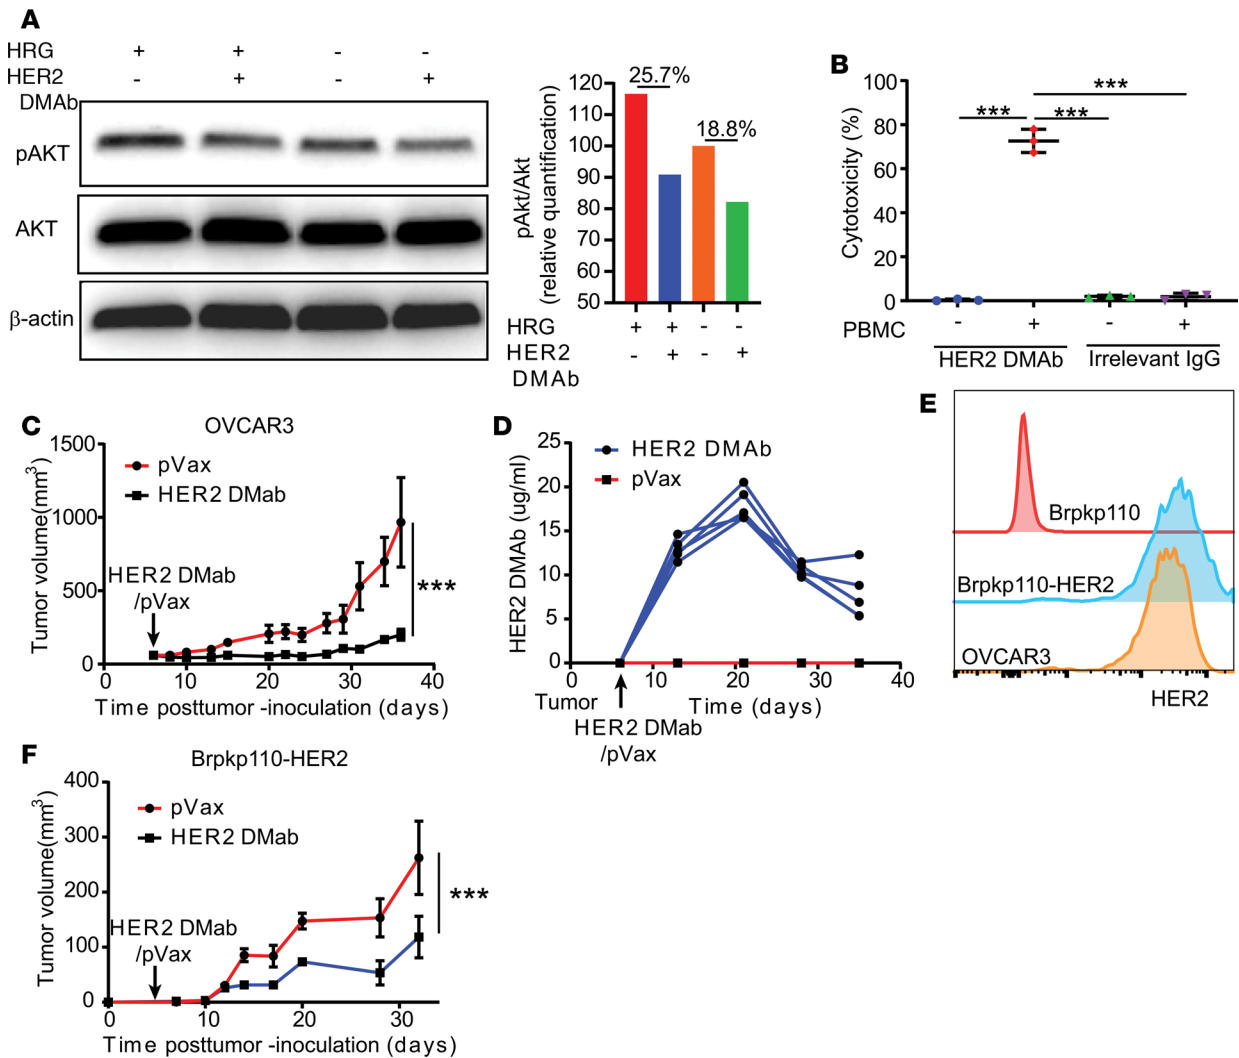 A
HRG + + - -
HER2 - + - +
DMAb
pAKT
AKT
β-actin
25.7%
18.8%
pAkt/Akt
(relative quantification)
120
110
100
90
80
70
60
50
HRG + + - -
HER2 - + - +
DMAb
B
Cytotoxicity (%)
100
80
60
40
20
0
***
*** ***
PBMC - + - +
HER2 DMAb Irrelevant IgG
C
OVCAR3
Tumor volume(mm3)
1500
1000
500
0
pVax
HER2 DMab
HER2 DMab
/pVax
***
0 10 20 30 40
Time posttumor -inoculation (days)
D
HER2 DMAb (ug/ml)
25
20
15
10
5
0
HER2 DMAb
pVax
0 10 20 30 40
Tumor Time (days)
HER2 DMab
/pVax
E
Brpkp110
Brpkp110-HER2
OVCAR3
HER2
F
Brpkp110-HER2
Tumor volume(mm3)
400
300
200
100
0
pVax
HER2 DMab
HER2 DMab
/pVax
***
0 10 20 30
Time posttumor -inoculation (days)